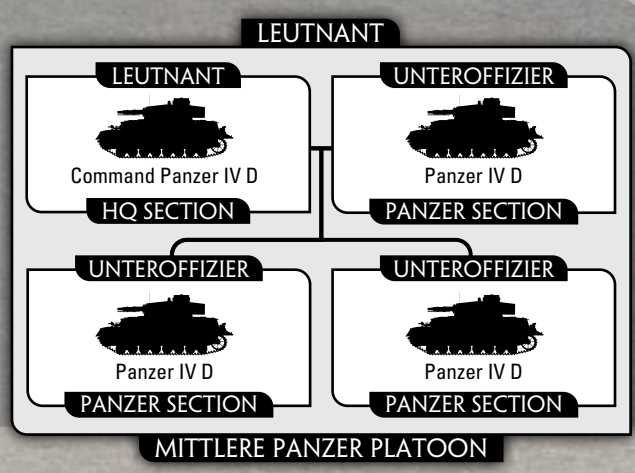 LEUTNANT
LEUTNANT
Command Panzer IV D
HQ SECTION
UNTEROFFIZIER
Panzer IV D
PANZER SECTION
UNTEROFFIZIER
Panzer IV D
PANZER SECTION
UNTEROFFIZIER
Panzer IV D
PANZER SECTION
MITTLERE PANZER PLATOON